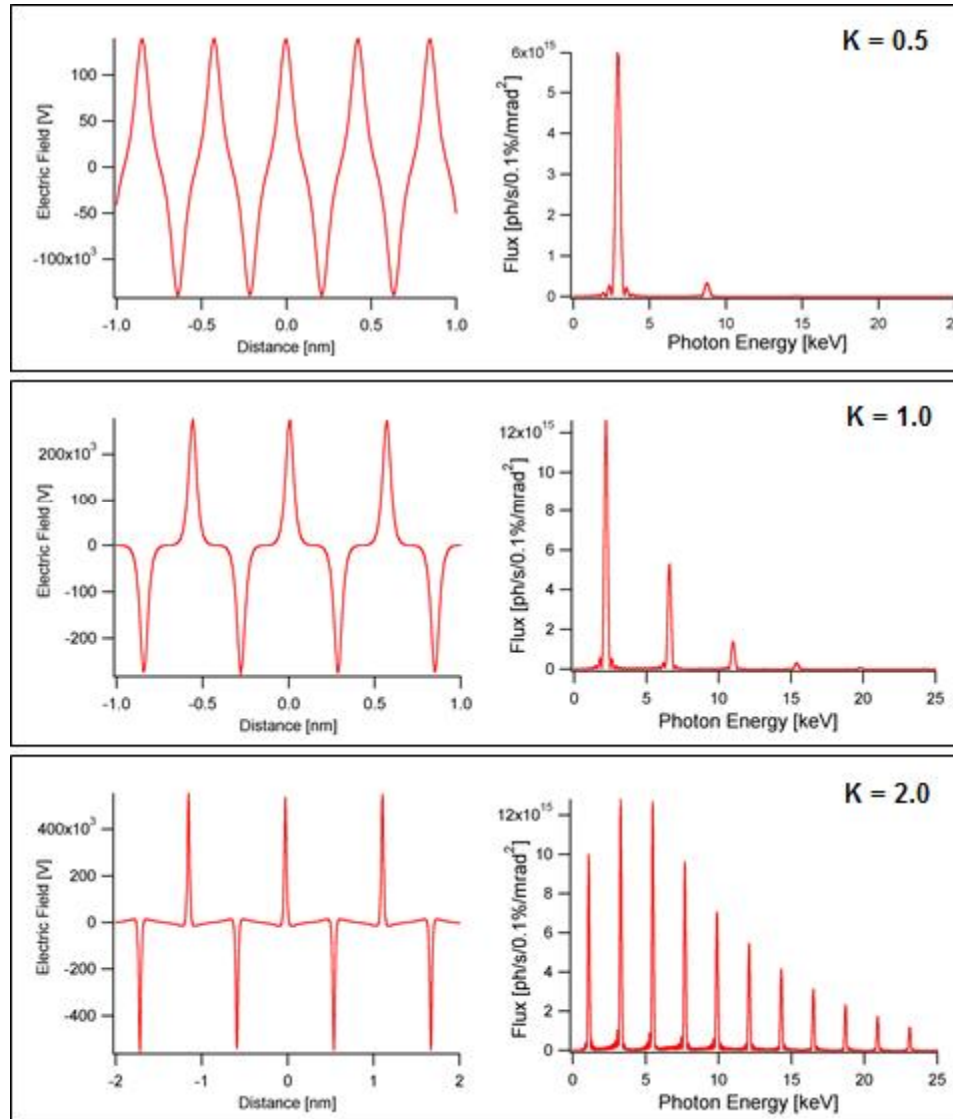 K = 0.5
Electric Field [V]
100
50
0
-50
-100x10³
-1.0 -0.5 0.0 0.5 1.0
Distance [nm]
Flux [ph/s/0.1%/mrad²]
6x10¹⁵
5
4
3
2
1
0
0 5 10 15 20 25
Photon Energy [keV]
K = 1.0
Electric Field [V]
200x10³
100
0
-100
-200
-1.0 -0.5 0.0 0.5 1.0
Distance [nm]
Flux [ph/s/0.1%/mrad²]
12x10¹⁵
10
8
6
4
2
0
0 5 10 15 20 25
Photon Energy [keV]
K = 2.0
Electric Field [V]
400x10³
200
0
-200
-400
-2 -1 0 1 2
Distance [nm]
Flux [ph/s/0.1%/mrad²]
12x10¹⁵
10
8
6
4
2
0
0 5 10 15 20 25
Photon Energy [keV]